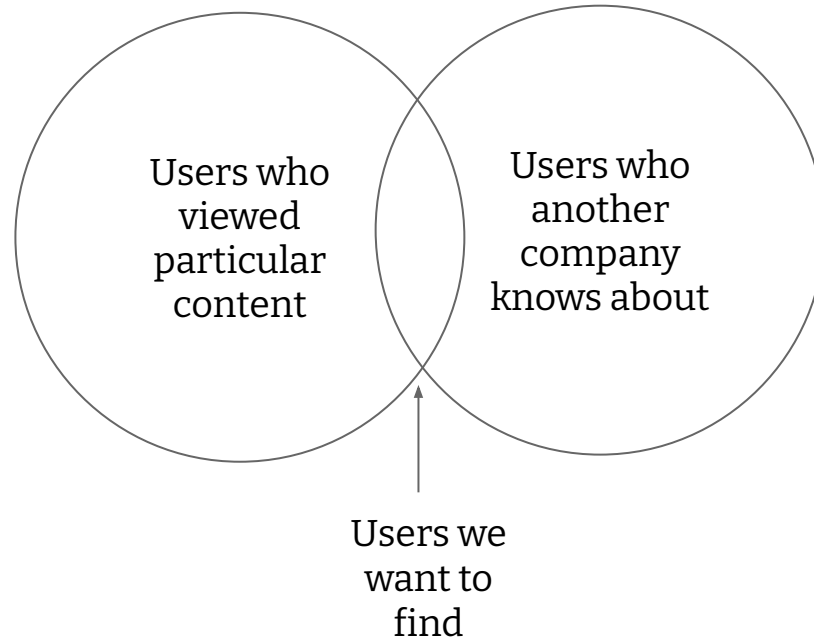 Users who
viewed
particular
content
Users who
another
company
knows about
Users we
want to
find